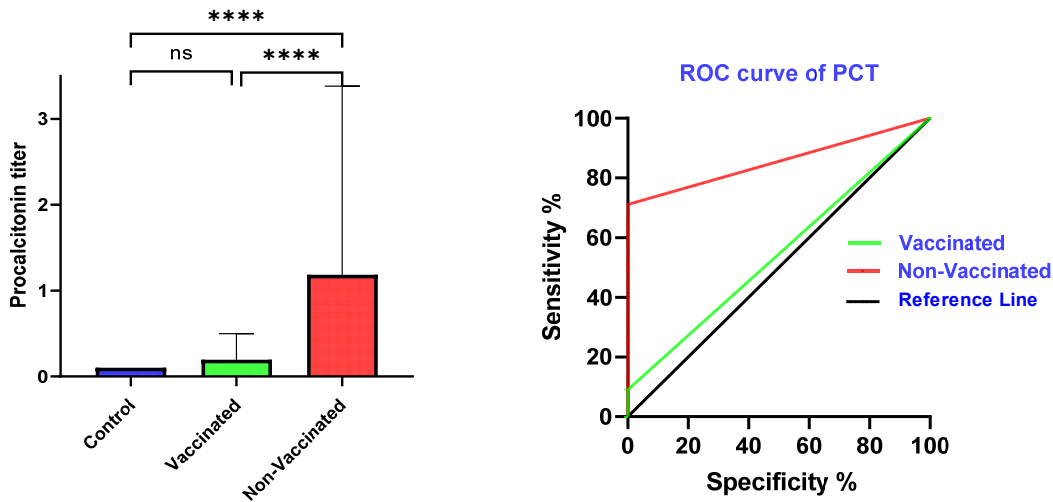 ****
ns
****
Procalcitonin titer
3
2
1
0
Control
Vaccinated
Non-Vaccinated
ROC curve of PCT
Sensitivity %
100
80
60
40
20
0
0 20 40 60 80 100
Specificity %
Vaccinated
Non-Vaccinated
Reference Line